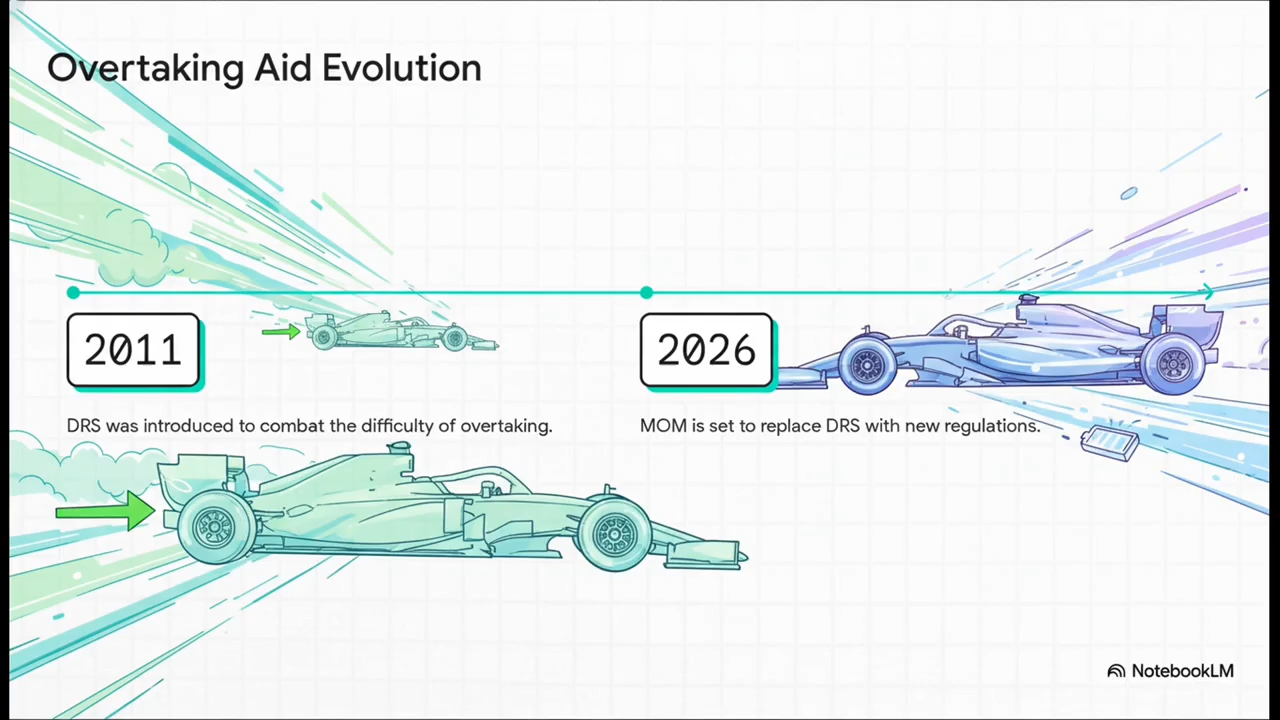 Overtaking Aid Evolution
2011
DRS was introduced to combat the difficulty of overtaking.
2026
MOM is set to replace DRS with new regulations.
NotebookLM